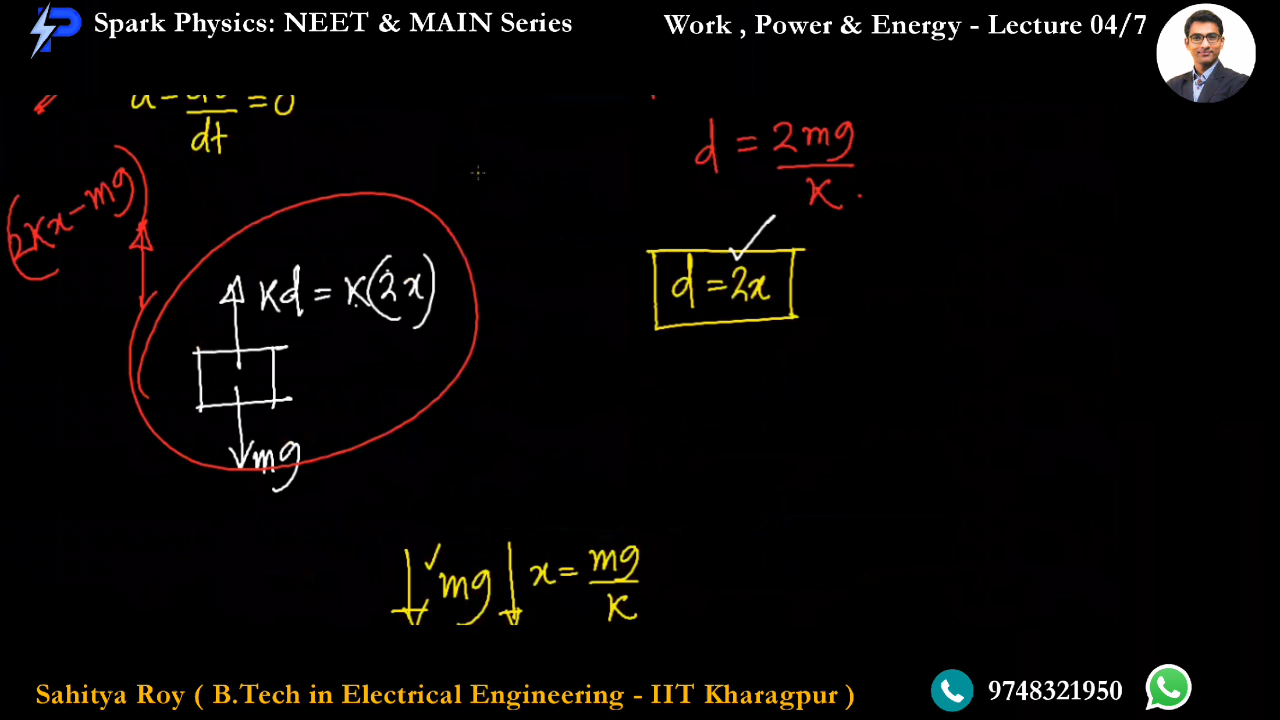 Spark Physics: NEET & MAIN Series
Work , Power & Energy - Lecture 04/7
dt = 0
(2Kx - mg)
d = 2mg/K .
Kd = K(2x)
d = 2x
mg
mg x = mg/K
Sahitya Roy ( B.Tech in Electrical Engineering - IIT Kharagpur )
9748321950